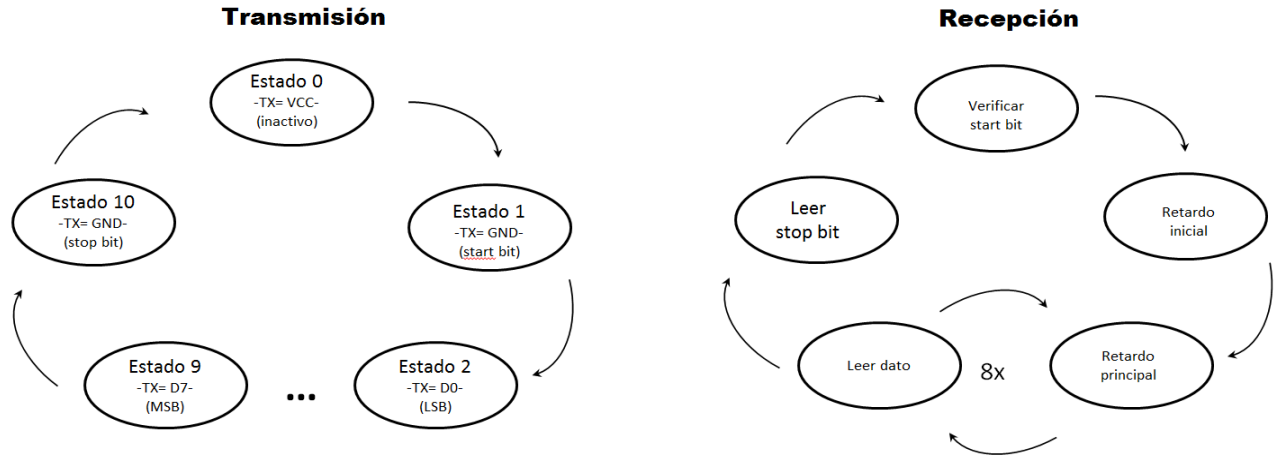 Transmisión
Estado 0
-TX= VCC-
(inactivo)
Estado 10
-TX= GND-
(stop bit)
Estado 1
-TX= GND-
(start bit)
Estado 9
-TX= D7-
(MSB)
...
Estado 2
-TX= D0-
(LSB)
Recepción
Verificar
start bit
Leer
stop bit
Retardo
inicial
Leer dato
8x
Retardo
principal